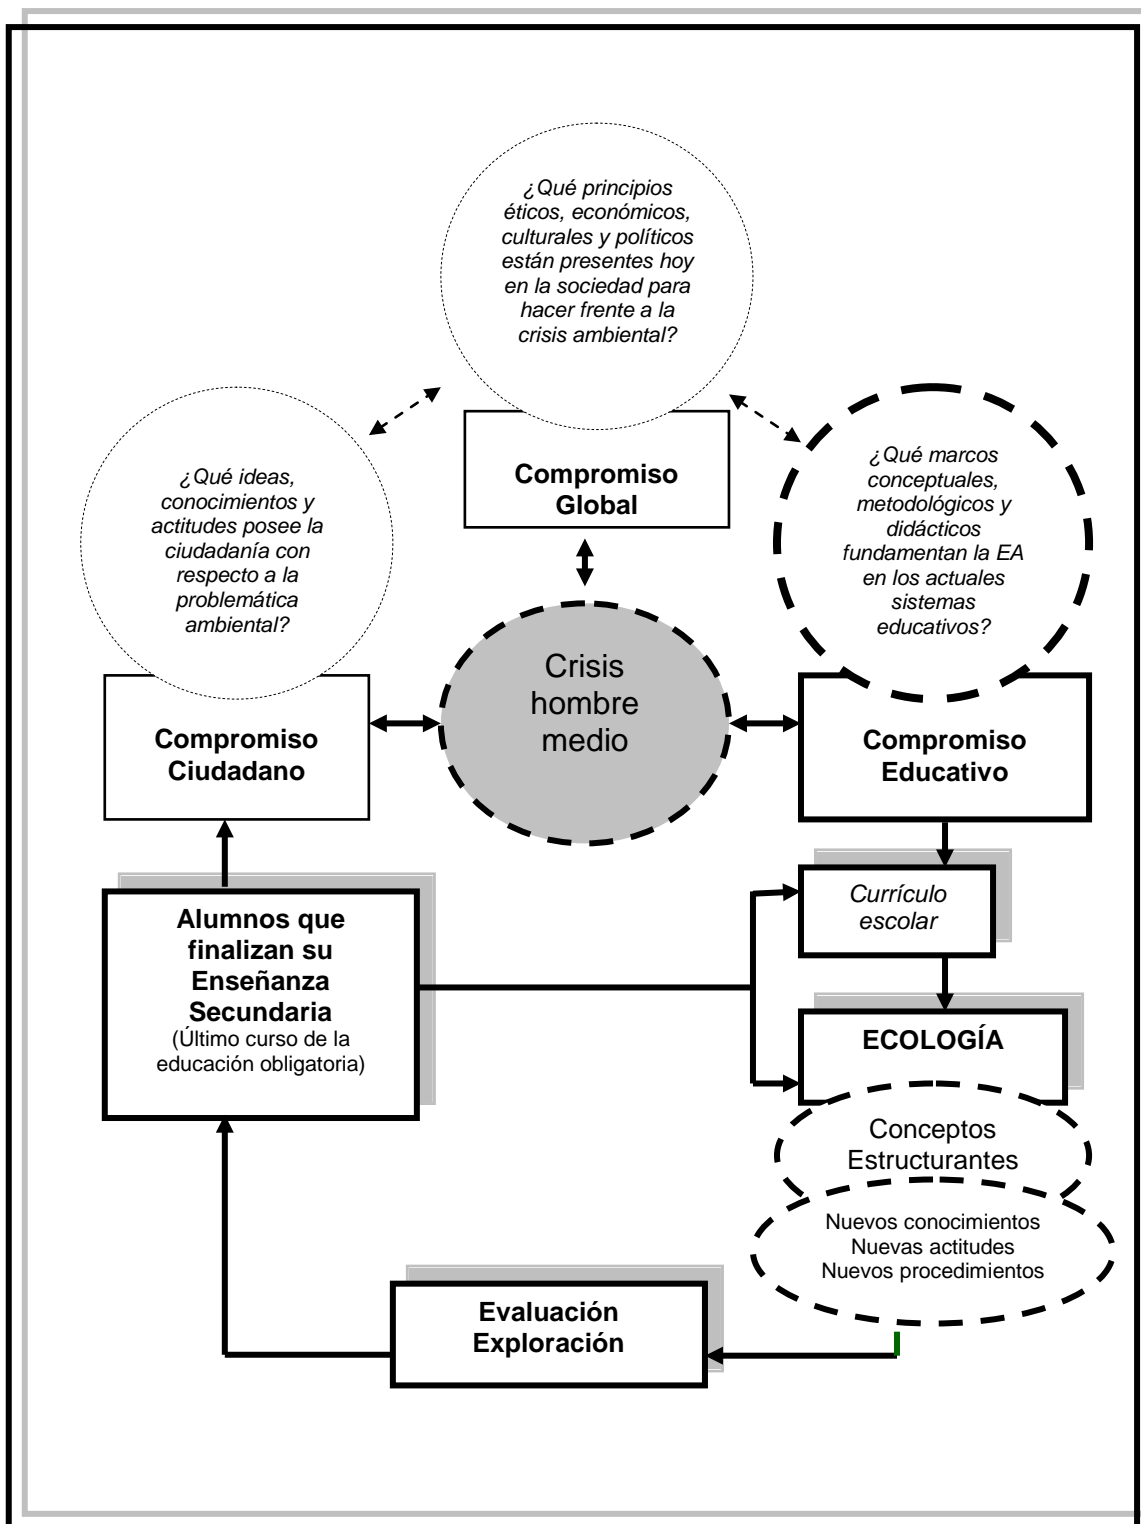 ¿Qué principios
éticos, económicos,
culturales y políticos
están presentes hoy
en la sociedad para
hacer frente a la
crisis ambiental?
¿Qué ideas,
conocimientos y
actitudes posee la
ciudadanía con
respecto a la
problemática
ambiental?
Compromiso
Global
¿Qué marcos
conceptuales,
metodológicos y
didácticos
fundamentan la EA
en los actuales
sistemas
educativos?
Crisis
hombre
medio
Compromiso
Ciudadano
Compromiso
Educativo
Alumnos que
finalizan su
Enseñanza
Secundaria
(Último curso de la
educación obligatoria)
Currículo
escolar
ECOLOGÍA
Conceptos
Estructurantes
Nuevos conocimientos
Nuevas actitudes
Nuevos procedimientos
Evaluación
Exploración